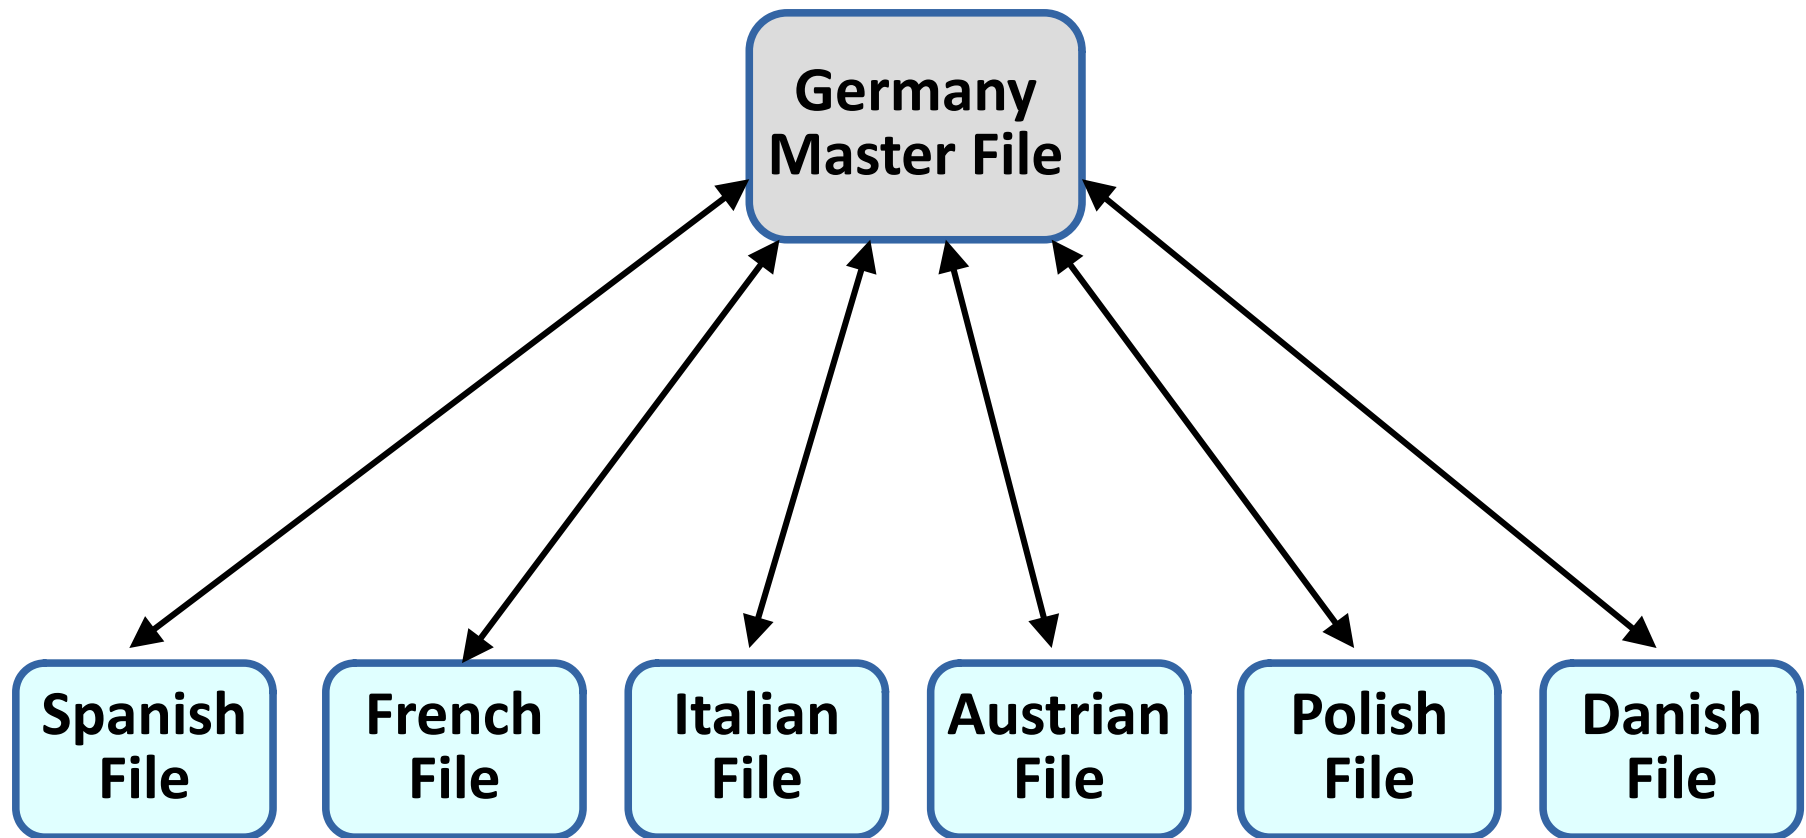 Germany
Master File
Spanish
File
French
File
Italian
File
Austrian
File
Polish
File
Danish
File